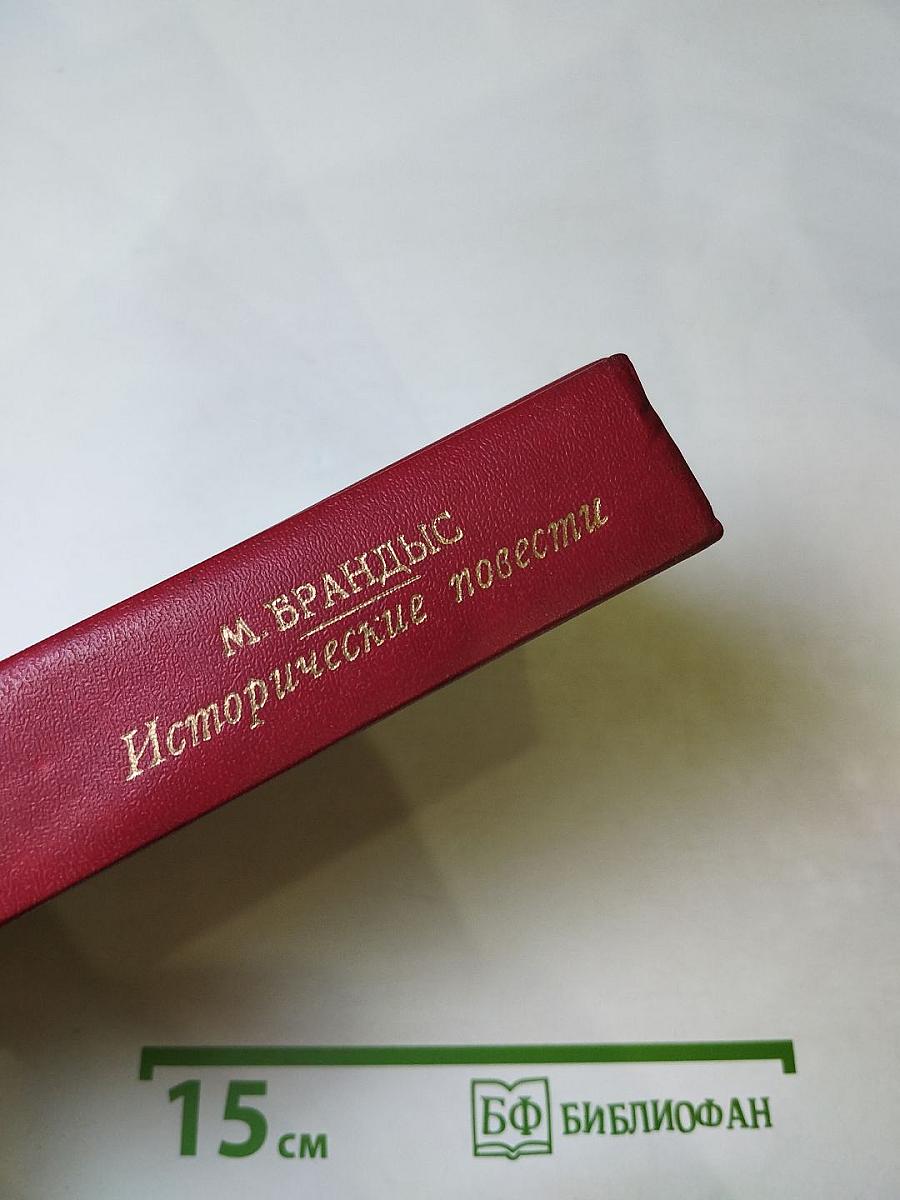 М. БРАНДЫС
Исторические повести
15 см
БФ БИБЛИОФАН